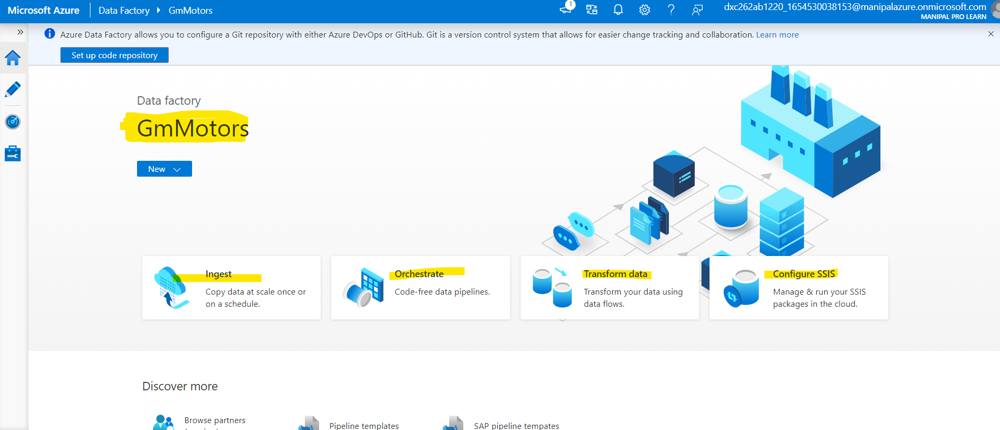 Microsoft Azure
Data Factory
GmMotors
1
dxc262ab1220_1654530038153@manipalazure.onmicrosoft.com
MANIPAL PRO LEARN
Azure Data Factory allows you to configure a Git repository with either Azure DevOps or GitHub. Git is a version control system that allows for easier change tracking and collaboration. Learn more
Set up code repository
Data factory
GmMotors
New
Ingest
Copy data at scale once or
on a schedule.
Orchestrate
Code-free data pipelines.
Transform data
Transform your data using
data flows.
Configure SSIS
Manage & run your SSIS
packages in the cloud.
Discover more
Browse partners
Pipeline templates
SAP pipeline tempates